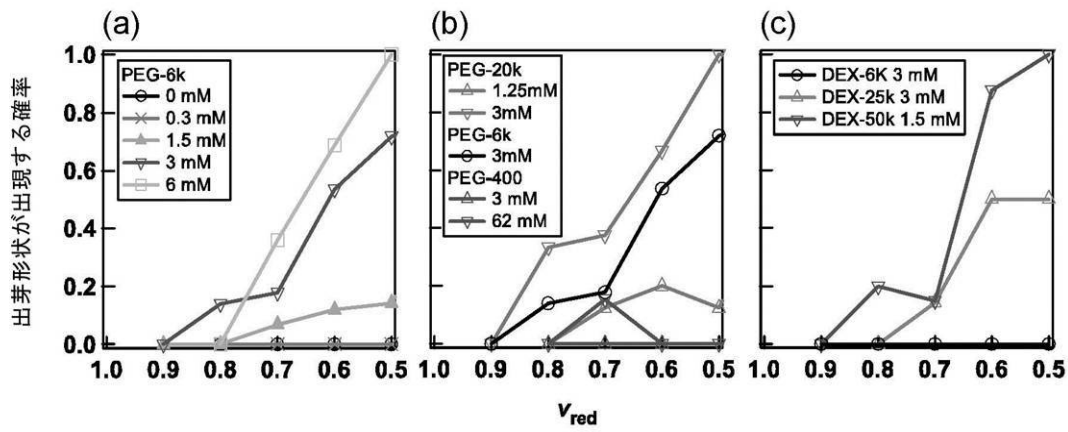 (a)
(b)
(c)
出芽形状が出現する確率
1.0
0.8
0.6
0.4
0.2
0.0
PEG-6k
0 mM
0.3 mM
1.5 mM
3 mM
6 mM
PEG-20k
1.25mM
3mM
PEG-6k
3mM
PEG-400
3 mM
62 mM
DEX-6K 3 mM
DEX-25k 3 mM
DEX-50k 1.5 mM
1.0 0.9 0.8 0.7 0.6 0.5
1.0 0.9 0.8 0.7 0.6 0.5
1.0 0.9 0.8 0.7 0.6 0.5
vred